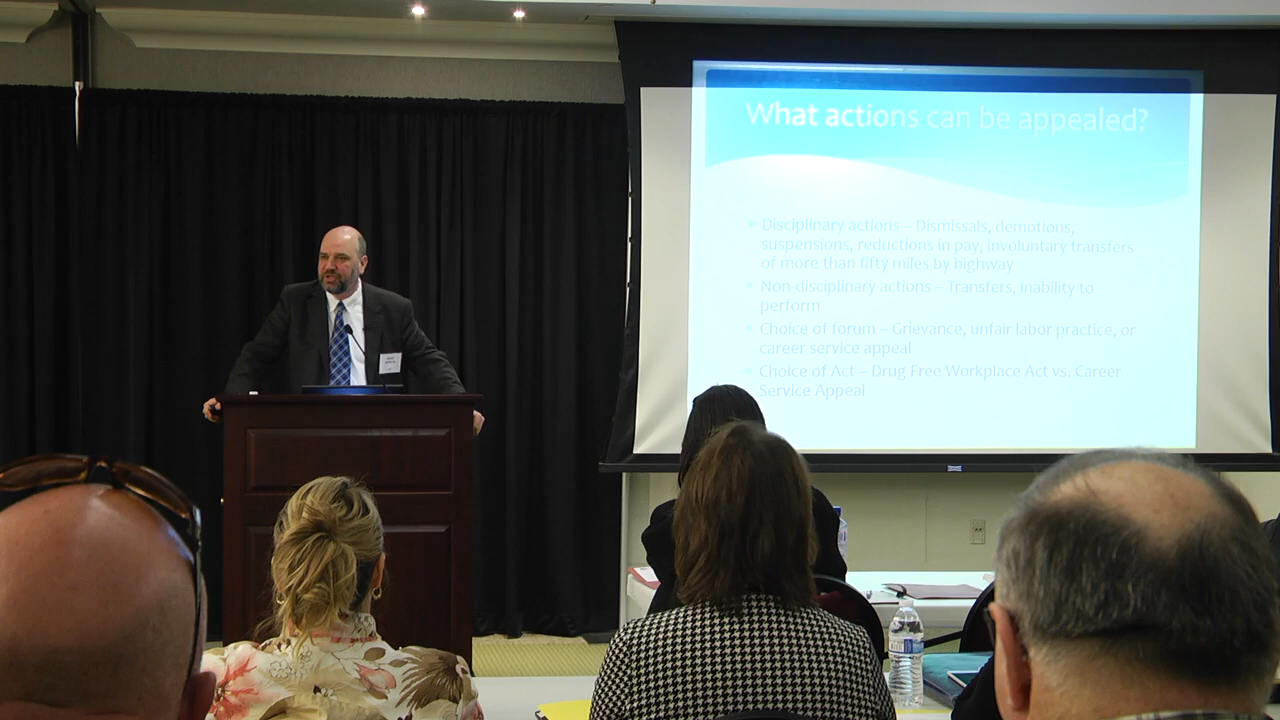 What actions can be appealed?
Disciplinary actions – Dismissals, demotions,
suspensions, reductions in pay, involuntary transfers
of more than fifty miles by highway
Non disciplinary actions – Transfers, inability to
perform
Choice of forum – Grievance, unfair labor practice, or
career service appeal
Choice of Act – Drug Free Workplace Act vs. Career
Service Appeal